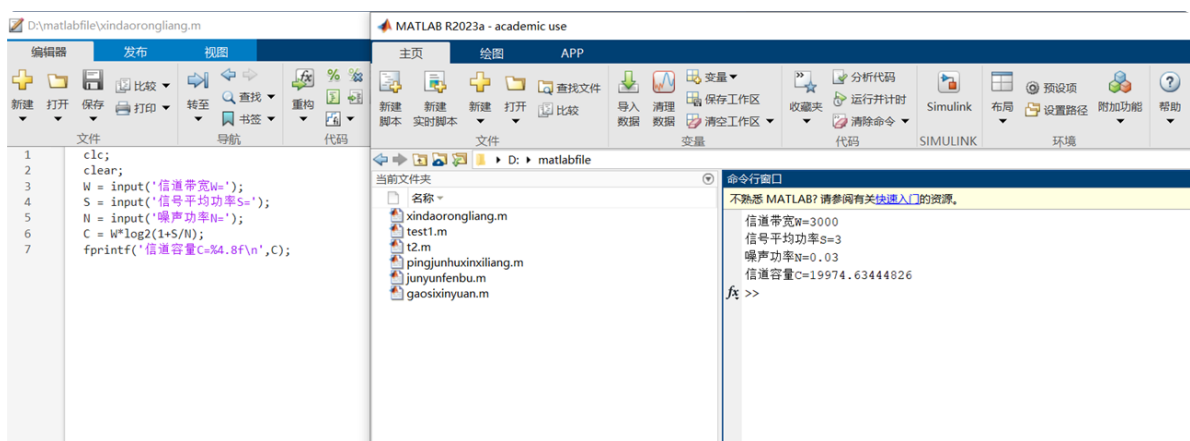 D:\matlabfile\xindaorongliang.m
编辑器 发布 视图
新建 打开 保存 比较 打印 转至 查找 书签 重构
文件 导航 代码
1 clc;
2 clear;
3 W = input('信道带宽W=');
4 S = input('信号平均功率S=');
5 N = input('噪声功率N=');
6 C = W*log2(1+S/N);
7 fprintf('信道容量C=%4.8f\n',C);
MATLAB R2023a - academic use
主页 绘图 APP
新建脚本 新建实时脚本 新建 打开 查找文件 比较 导入数据 清理数据 变量 保存工作区 清空工作区 收藏夹 分析代码 运行并计时 清除命令 Simulink 布局 预设项 设置路径 附加功能 帮助
文件 变量 代码 SIMULINK 环境
D: matlabfile
当前文件夹
名称
xindaorongliang.m
test1.m
t2.m
pingjunhuxinxiliang.m
junyunfenbu.m
gaosixinyuan.m
命令行窗口
不熟悉 MATLAB? 请参阅有关快速入门的资源。
信道带宽W=3000
信号平均功率S=3
噪声功率N=0.03
信道容量C=19974.63444826
fx >>